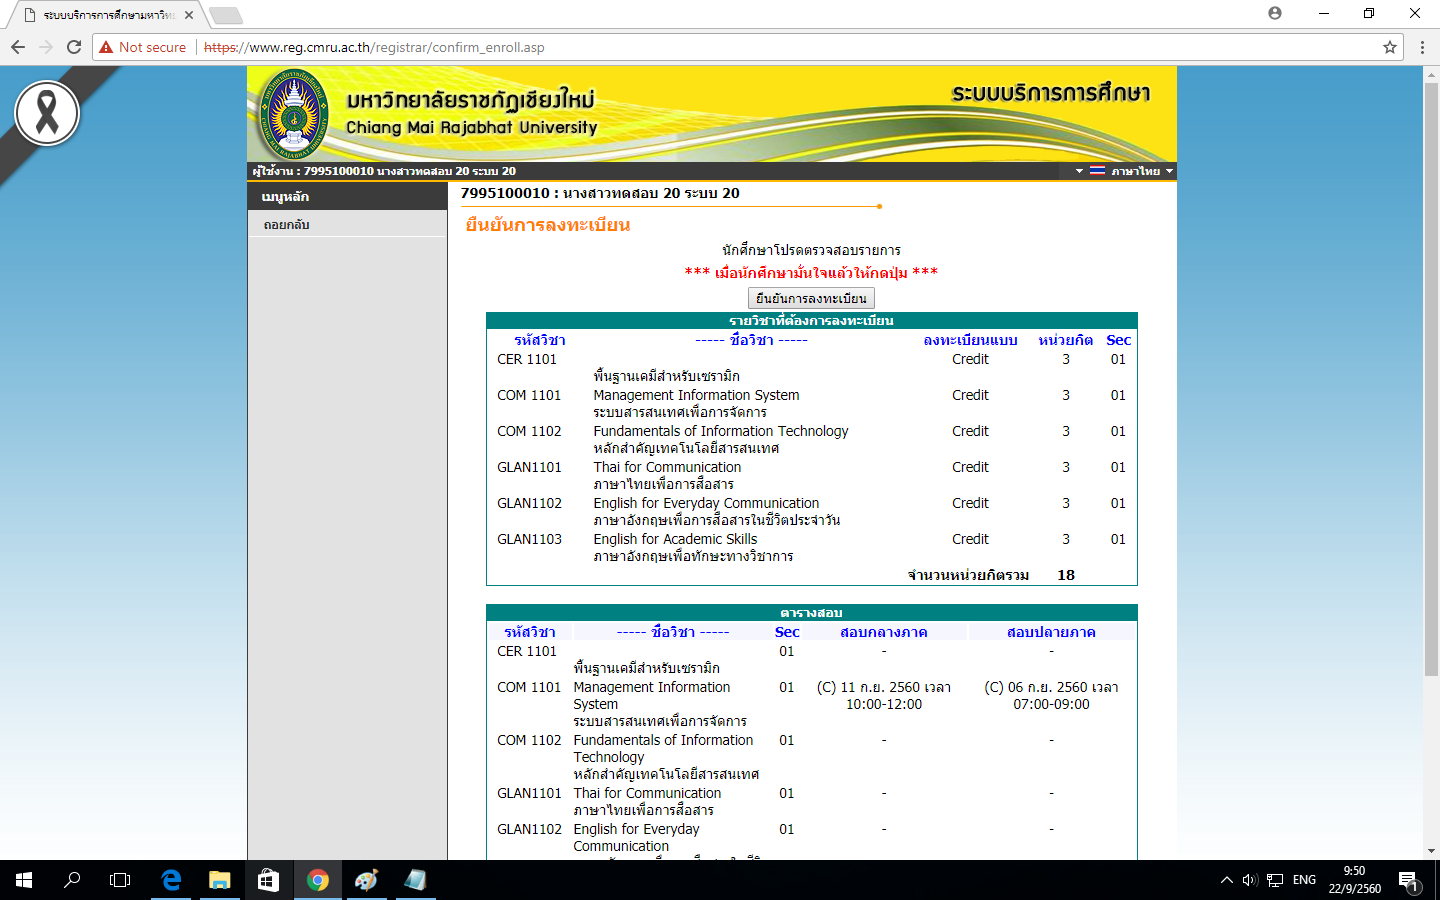 ระบบบริการการศึกษามหาวิทย
Not secure
https://www.reg.cmru.ac.th/registrar/confirm_enroll.asp
มหาวิทยาลัยราชภัฏเชียงใหม่
Chiang Mai Rajabhat University
CHIANG MAI RAJABHAT UNIVERSITY
ระบบบริการการศึกษา
ผู้ใช้งาน : 7995100010 นางสาวทดสอบ 20 ระบบ 20
ภาษาไทย
เมนูหลัก
ถอยกลับ
7995100010 : นางสาวทดสอบ 20 ระบบ 20
ยืนยันการลงทะเบียน
นักศึกษาโปรดตรวจสอบรายการ
*** เมื่อนักศึกษามั่นใจแล้วให้กดปุ่ม ***
ยืนยันการลงทะเบียน
รายวิชาที่ต้องการลงทะเบียน
รหัสวิชา ----- ชื่อวิชา ----- ลงทะเบียนแบบ หน่วยกิต Sec
CER 1101 Credit 3 01
พื้นฐานเคมีสำหรับเซรามิก
COM 1101 Management Information System Credit 3 01
ระบบสารสนเทศเพื่อการจัดการ
COM 1102 Fundamentals of Information Technology Credit 3 01
หลักสำคัญเทคโนโลยีสารสนเทศ
GLAN1101 Thai for Communication Credit 3 01
ภาษาไทยเพื่อการสื่อสาร
GLAN1102 English for Everyday Communication Credit 3 01
ภาษาอังกฤษเพื่อการสื่อสารในชีวิตประจำวัน
GLAN1103 English for Academic Skills Credit 3 01
ภาษาอังกฤษเพื่อทักษะทางวิชาการ
จำนวนหน่วยกิตรวม 18
ตารางสอบ
รหัสวิชา ----- ชื่อวิชา ----- Sec สอบกลางภาค สอบปลายภาค
CER 1101 01 - -
พื้นฐานเคมีสำหรับเซรามิก
COM 1101 Management Information 01 (C) 11 ก.ย. 2560 เวลา (C) 06 ก.ย. 2560 เวลา
System 10:00-12:00 07:00-09:00
ระบบสารสนเทศเพื่อการจัดการ
COM 1102 Fundamentals of Information 01 - -
Technology
หลักสำคัญเทคโนโลยีสารสนเทศ
GLAN1101 Thai for Communication 01 - -
ภาษาไทยเพื่อการสื่อสาร
GLAN1102 English for Everyday 01 - -
Communication
ENG
9:50
22/9/2560
1